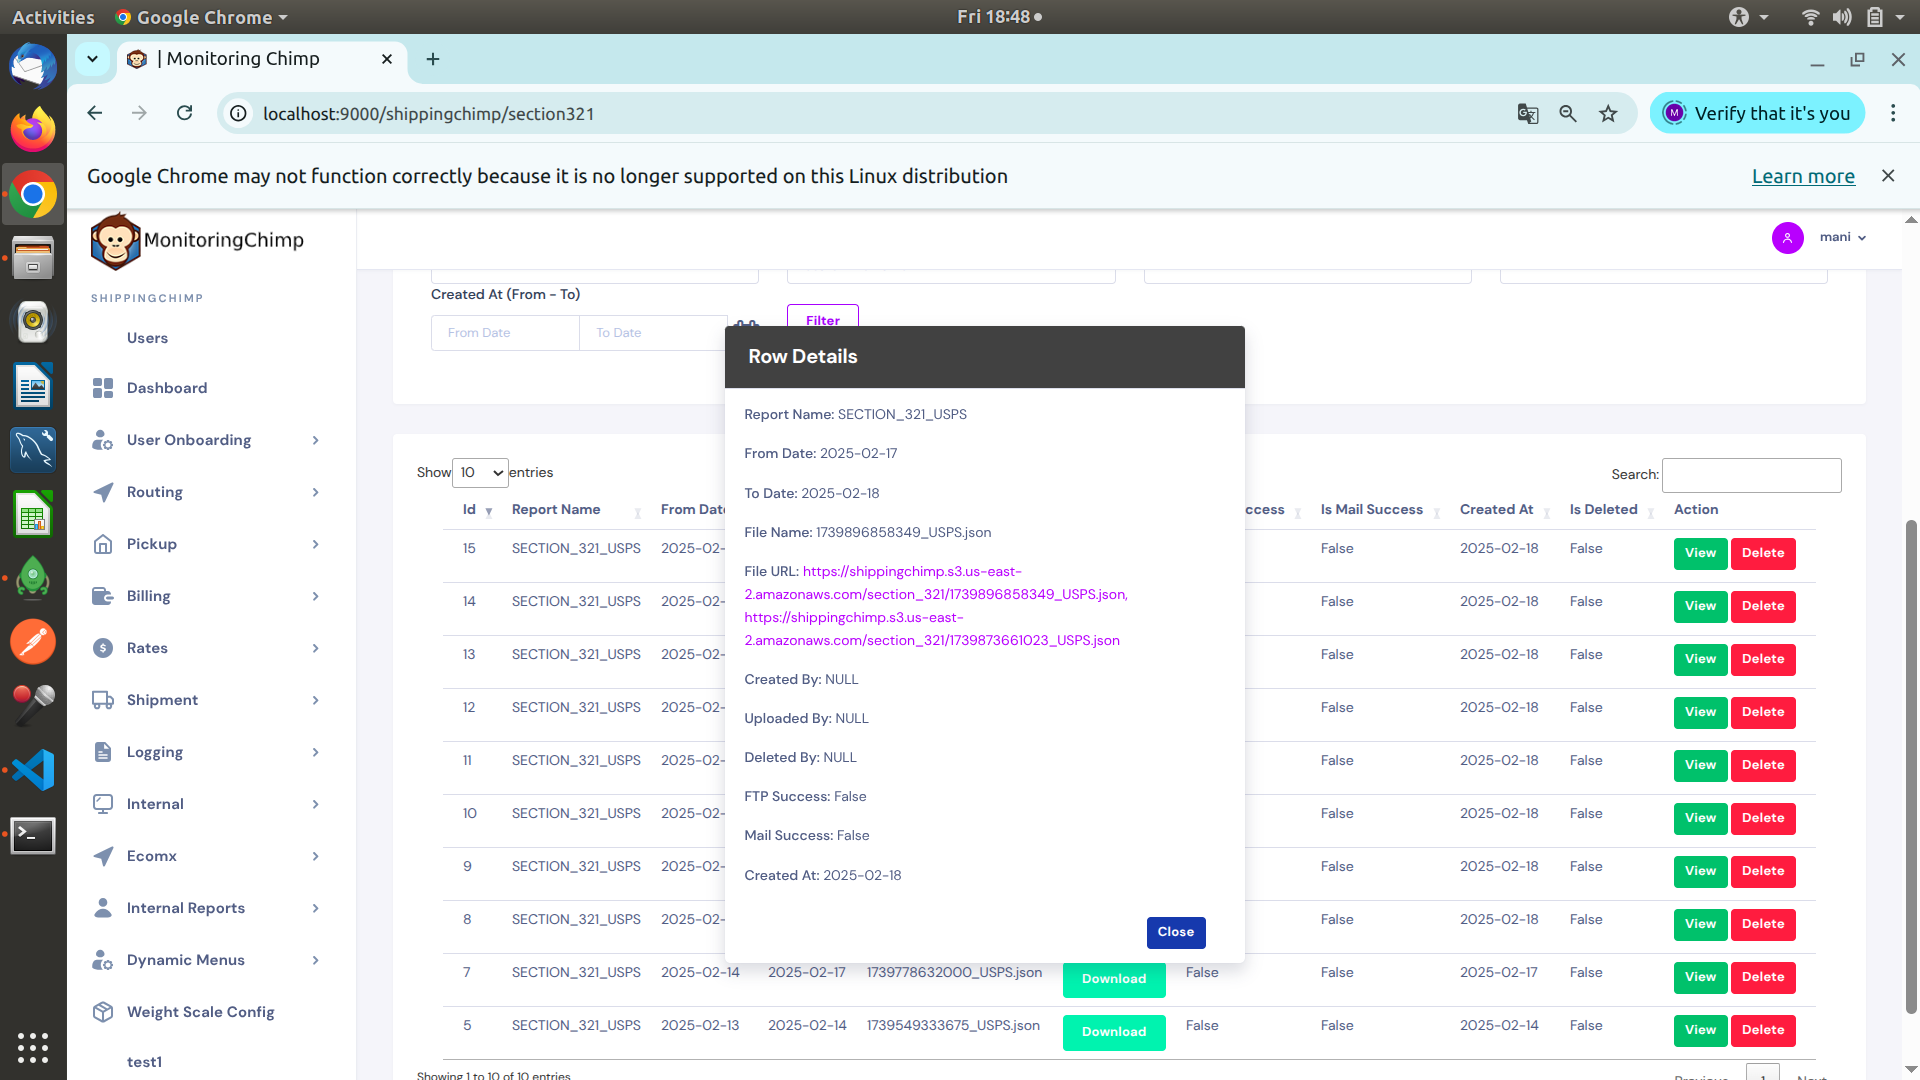 Activities
Google Chrome
Fri 18:48
| Monitoring Chimp
localhost:9000/shippingchimp/section321
Verify that it's you
Google Chrome may not function correctly because it is no longer supported on this Linux distribution
Learn more
MonitoringChimp
mani
SHIPPINGCHIMP
Users
Dashboard
User Onboarding
Routing
Pickup
Billing
Rates
Shipment
Logging
Internal
Ecomx
Internal Reports
Dynamic Menus
Weight Scale Config
test1
Created At (From - To)
From Date To Date Filter
Show 10 entries
Search:
Id Report Name From Date ccess Is Mail Success Created At Is Deleted Action
15 SECTION_321_USPS 2025-02- False 2025-02-18 False View Delete
14 SECTION_321_USPS 2025-02- False 2025-02-18 False View Delete
13 SECTION_321_USPS 2025-02- False 2025-02-18 False View Delete
12 SECTION_321_USPS 2025-02- False 2025-02-18 False View Delete
11 SECTION_321_USPS 2025-02- False 2025-02-18 False View Delete
10 SECTION_321_USPS 2025-02- False 2025-02-18 False View Delete
9 SECTION_321_USPS 2025-02- False 2025-02-18 False View Delete
8 SECTION_321_USPS 2025-02- False 2025-02-18 False View Delete
7 SECTION_321_USPS 2025-02-14 2025-02-17 1739778632000_USPS.json Download False False 2025-02-17 False View Delete
5 SECTION_321_USPS 2025-02-13 2025-02-14 1739549333675_USPS.json Download False False 2025-02-14 False View Delete
Showing 1 to 10 of 10 entries
Previous 1 Next
Row Details
Report Name: SECTION_321_USPS
From Date: 2025-02-17
To Date: 2025-02-18
File Name: 1739896858349_USPS.json
File URL: https://shippingchimp.s3.us-east-
2.amazonaws.com/section_321/1739896858349_USPS.json,
https://shippingchimp.s3.us-east-
2.amazonaws.com/section_321/1739873661023_USPS.json
Created By: NULL
Uploaded By: NULL
Deleted By: NULL
FTP Success: False
Mail Success: False
Created At: 2025-02-18
Close